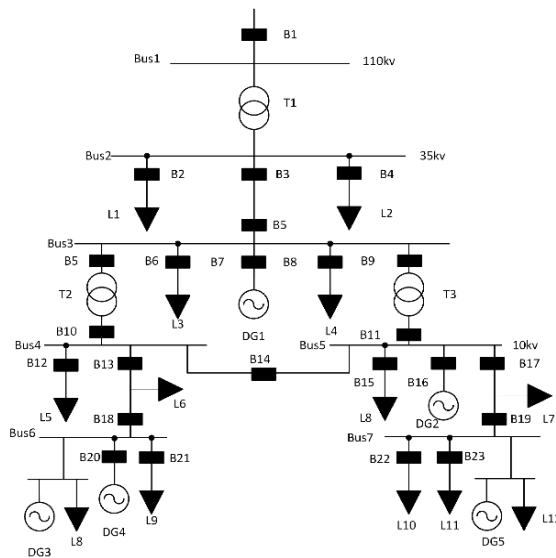 B1
Bus1
110kv
T1
Bus2
35kv
B2
B3
B4
L1
B5
L2
Bus3
B5
B6
B7
B8
B9
T2
T3
L3
DG1
L4
B10
B11
Bus4
Bus5
10kv
B12
B13
B14
B15
B16
B17
L5
L6
L8
DG2
L7
B18
B19
Bus6
Bus7
B20
B21
B22
B23
DG3
L8
DG4
L9
L10
L11
DG5